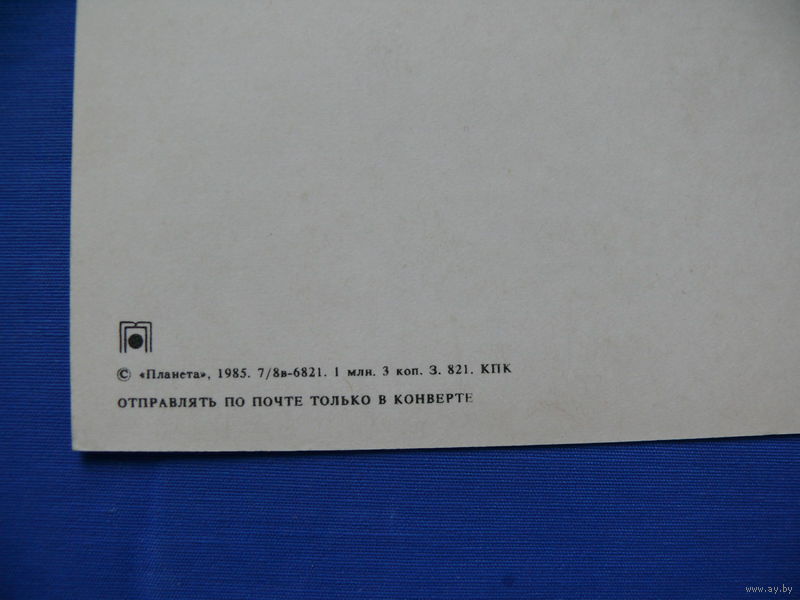 © «Планета», 1985. 7/8в-6821. 1 млн. 3 коп. З. 821. КПК
ОТПРАВЛЯТЬ ПО ПОЧТЕ ТОЛЬКО В КОНВЕРТЕ
www.ay.by